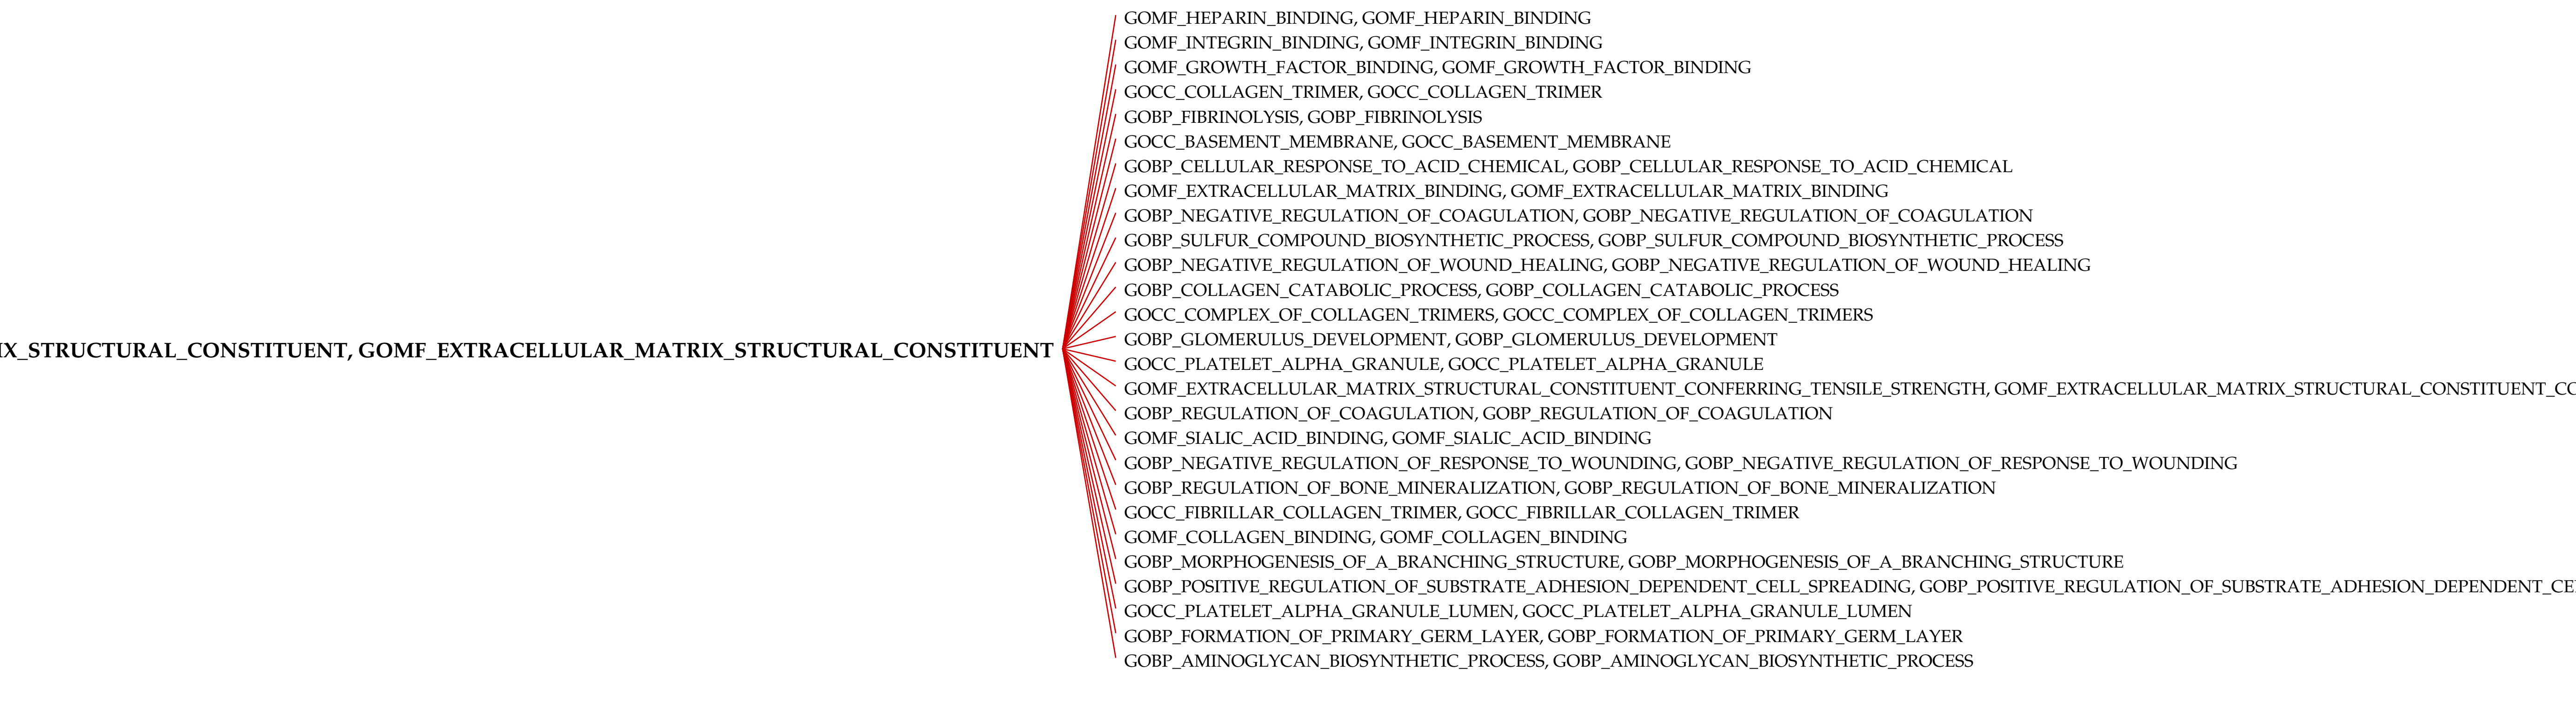 GOMF_HEPARIN_BINDING, GOMF_HEPARIN_BINDING
GOMF_INTEGRIN_BINDING, GOMF_INTEGRIN_BINDING
GOMF_GROWTH_FACTOR_BINDING, GOMF_GROWTH_FACTOR_BINDING
GOCC_COLLAGEN_TRIMER, GOCC_COLLAGEN_TRIMER
GOBP_FIBRINOLYSIS, GOBP_FIBRINOLYSIS
GOCC_BASEMENT_MEMBRANE, GOCC_BASEMENT_MEMBRANE
GOBP_CELLULAR_RESPONSE_TO_ACID_CHEMICAL, GOBP_CELLULAR_RESPONSE_TO_ACID_CHEMICAL
GOMF_EXTRACELLULAR_MATRIX_BINDING, GOMF_EXTRACELLULAR_MATRIX_BINDING
GOBP_NEGATIVE_REGULATION_OF_COAGULATION, GOBP_NEGATIVE_REGULATION_OF_COAGULATION
GOBP_SULFUR_COMPOUND_BIOSYNTHETIC_PROCESS, GOBP_SULFUR_COMPOUND_BIOSYNTHETIC_PROCESS
GOBP_NEGATIVE_REGULATION_OF_WOUND_HEALING, GOBP_NEGATIVE_REGULATION_OF_WOUND_HEALING
GOBP_COLLAGEN_CATABOLIC_PROCESS, GOBP_COLLAGEN_CATABOLIC_PROCESS
GOCC_COMPLEX_OF_COLLAGEN_TRIMERS, GOCC_COMPLEX_OF_COLLAGEN_TRIMERS
GOBP_GLOMERULUS_DEVELOPMENT, GOBP_GLOMERULUS_DEVELOPMENT
IX_STRUCTURAL_CONSTITUENT, GOMF_EXTRACELLULAR_MATRIX_STRUCTURAL_CONSTITUENT
GOCC_PLATELET_ALPHA_GRANULE, GOCC_PLATELET_ALPHA_GRANULE
GOMF_EXTRACELLULAR_MATRIX_STRUCTURAL_CONSTITUENT_CONFERRING_TENSILE_STRENGTH, GOMF_EXTRACELLULAR_MATRIX_STRUCTURAL_CONSTITUENT_CO
GOBP_REGULATION_OF_COAGULATION, GOBP_REGULATION_OF_COAGULATION
GOMF_SIALIC_ACID_BINDING, GOMF_SIALIC_ACID_BINDING
GOBP_NEGATIVE_REGULATION_OF_RESPONSE_TO_WOUNDING, GOBP_NEGATIVE_REGULATION_OF_RESPONSE_TO_WOUNDING
GOBP_REGULATION_OF_BONE_MINERALIZATION, GOBP_REGULATION_OF_BONE_MINERALIZATION
GOCC_FIBRILLAR_COLLAGEN_TRIMER, GOCC_FIBRILLAR_COLLAGEN_TRIMER
GOMF_COLLAGEN_BINDING, GOMF_COLLAGEN_BINDING
GOBP_MORPHOGENESIS_OF_A_BRANCHING_STRUCTURE, GOBP_MORPHOGENESIS_OF_A_BRANCHING_STRUCTURE
GOBP_POSITIVE_REGULATION_OF_SUBSTRATE_ADHESION_DEPENDENT_CELL_SPREADING, GOBP_POSITIVE_REGULATION_OF_SUBSTRATE_ADHESION_DEPENDENT_CE
GOCC_PLATELET_ALPHA_GRANULE_LUMEN, GOCC_PLATELET_ALPHA_GRANULE_LUMEN
GOBP_FORMATION_OF_PRIMARY_GERM_LAYER, GOBP_FORMATION_OF_PRIMARY_GERM_LAYER
GOBP_AMINOGLYCAN_BIOSYNTHETIC_PROCESS, GOBP_AMINOGLYCAN_BIOSYNTHETIC_PROCESS